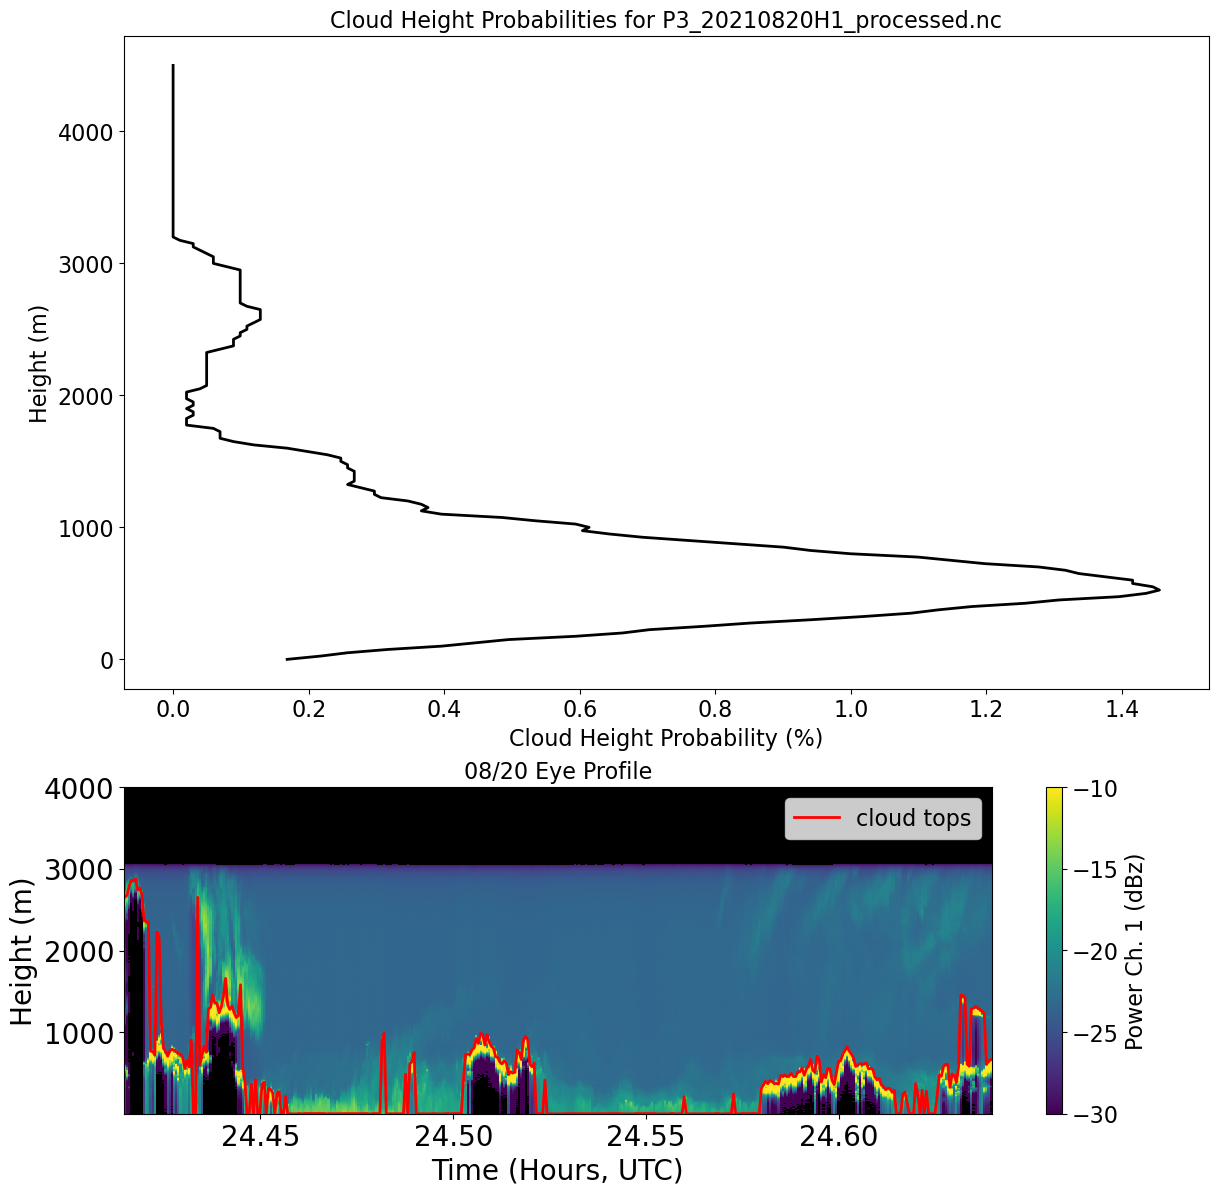 Cloud Height Probabilities for P3_20210820H1_processed.nc
4000
3000
2000
1000
0
Height (m)
0.0 0.2 0.4 0.6 0.8 1.0 1.2 1.4
Cloud Height Probability (%)
08/20 Eye Profile
4000
3000
2000
1000
Height (m)
cloud tops
24.45 24.50 24.55 24.60
Time (Hours, UTC)
−10
−15
−20
−25
−30
Power Ch. 1 (dBz)